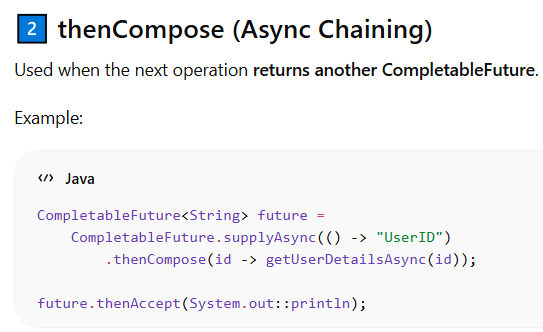 2 thenCompose (Async Chaining)
Used when the next operation returns another CompletableFuture.
Example:
</> Java
CompletableFuture<String> future =
    CompletableFuture.supplyAsync(() -> "UserID")
        .thenCompose(id -> getUserDetailsAsync(id));
future.thenAccept(System.out::println);